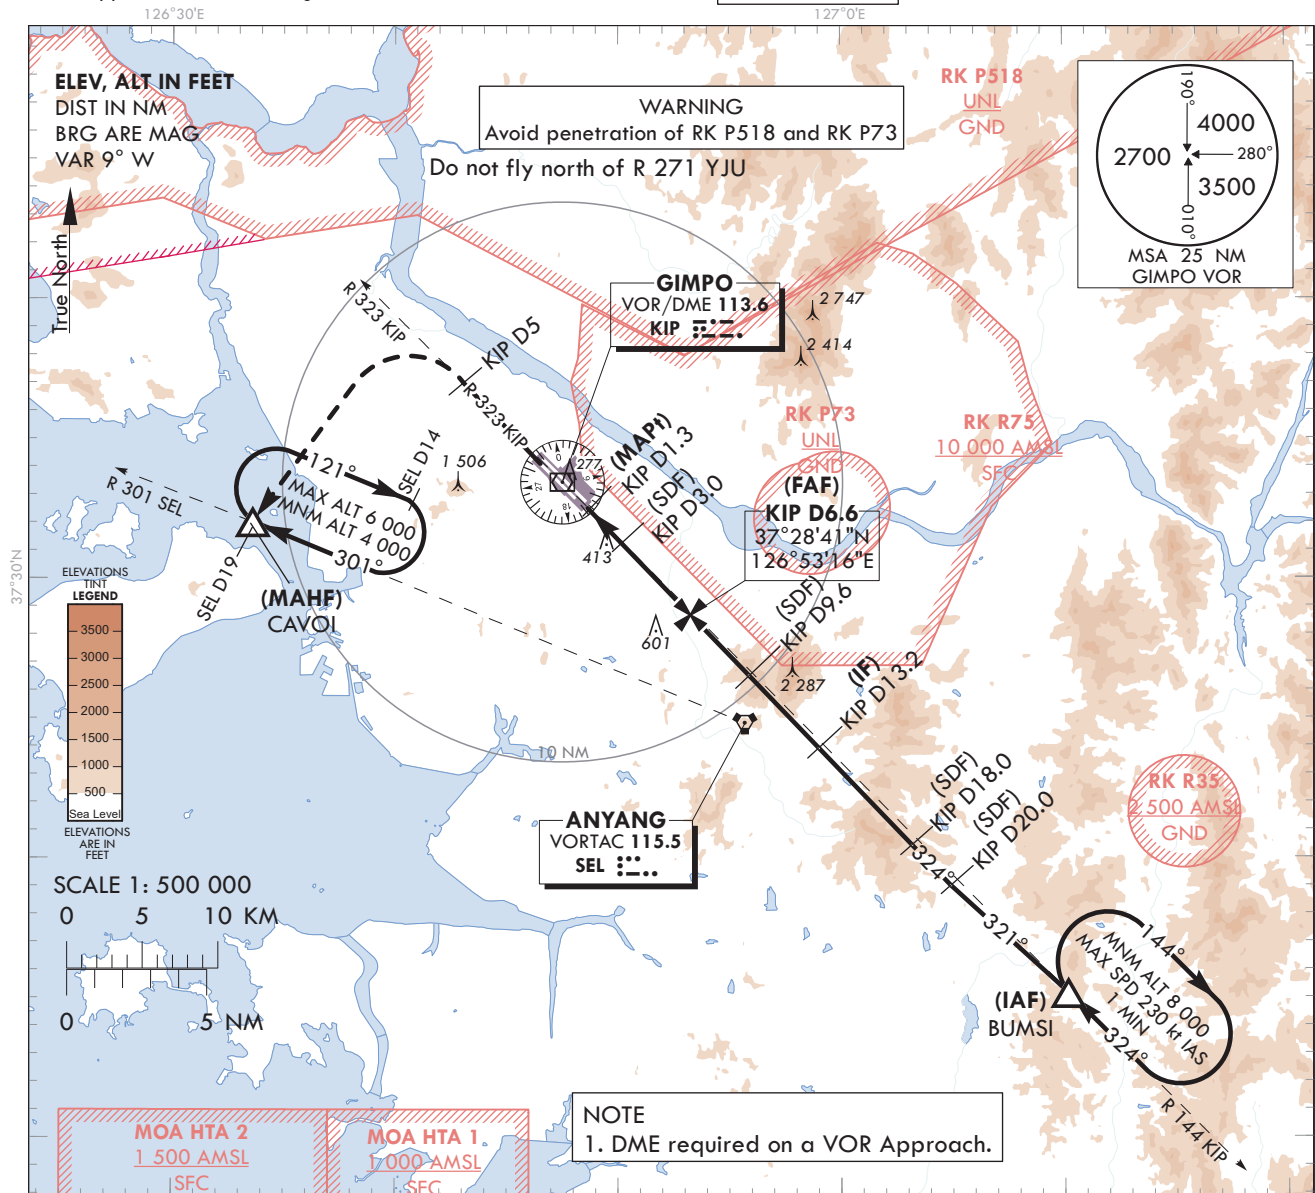 126°30'E
127°0'E
ELEV, ALT IN FEET
DIST IN NM
BRG ARE MAG
VAR 9° W
True North
WARNING
Avoid penetration of RK P518 and RK P73
Do not fly north of R 271 YJU
RK P518
UNL
GND
190°
4000
2700
280°
3500
010°
MSA 25 NM
GIMPO VOR
GIMPO
VOR/DME 113.6
KIP
2 747
2 414
R 323 KIP
KIP D5
R-323-KIP
RK P73
UNL
GND
RK R75
10 000 AMSL
SFC
(MAPt)
KIP D1.3
(SDF)
KIP D3.0
277
0
9
18
27
(FAF)
KIP D6.6
37°28'41"N
126°53'16"E
1 506
SEL D14
121°
MAX ALT 6 000
MNM ALT 4 000
301°
R 301 SEL
SEL D19
(MAHF)
CAVOI
413
601
(SDF)
KIP D9.6
2 287
(IF)
KIP D13.2
37°30'N
ELEVATIONS
TINT
LEGEND
3500
3000
2500
2000
1500
1000
500
Sea Level
ELEVATIONS
ARE IN
FEET
10 NM
ANYANG
VORTAC 115.5
SEL
(SDF)
KIP D18.0
(SDF)
KIP D20.0
RK R35
2 500 AMSL
GND
324°
321°
SCALE 1: 500 000
0 5 10 KM
0 5 NM
(IAF)
BUMSI
144°
MNM ALT 8 000
MAX SPD 230 kt IAS
1 MIN
324°
R 144 KIP
NOTE
1. DME required on a VOR Approach.
MOA HTA 2
1 500 AMSL
SFC
MOA HTA 1
1 000 AMSL
SFC